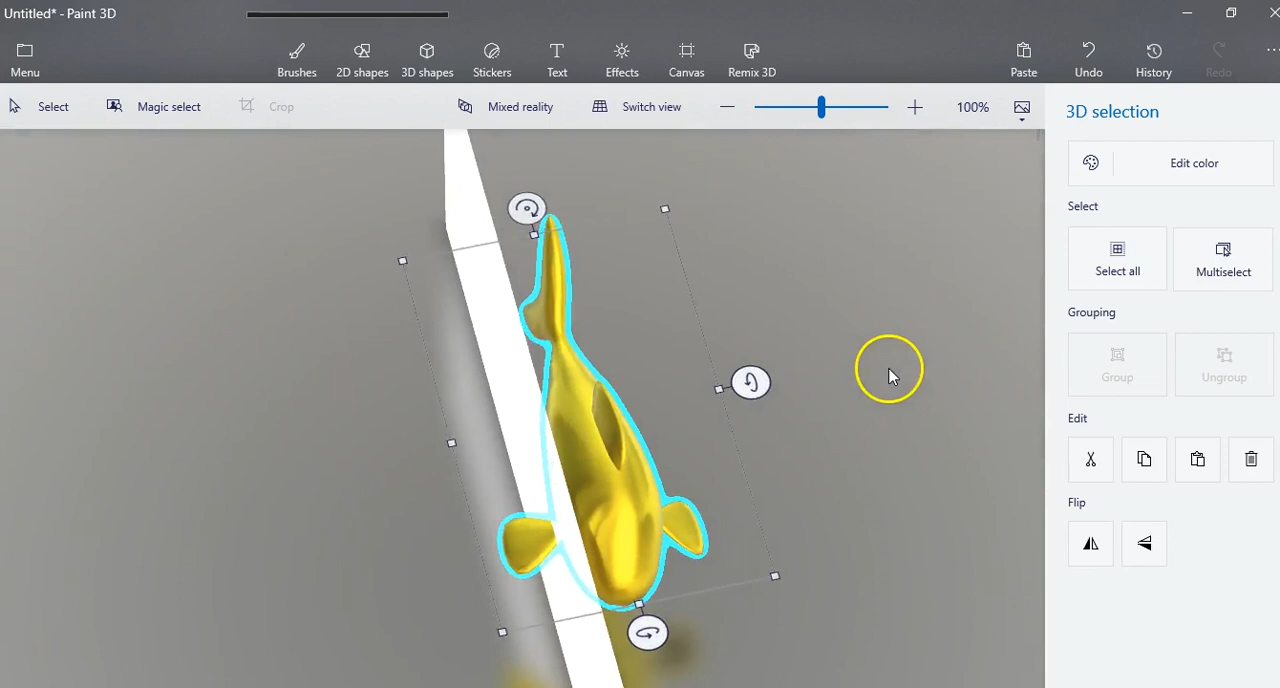 Untitled* - Paint 3D
Menu
Brushes
2D shapes
3D shapes
Stickers
Text
Effects
Canvas
Remix 3D
Paste
Undo
History
Redo
Select
Magic select
Crop
Mixed reality
Switch view
100%
3D selection
Edit color
Select
Select all
Multiselect
Grouping
Group
Ungroup
Edit
Flip